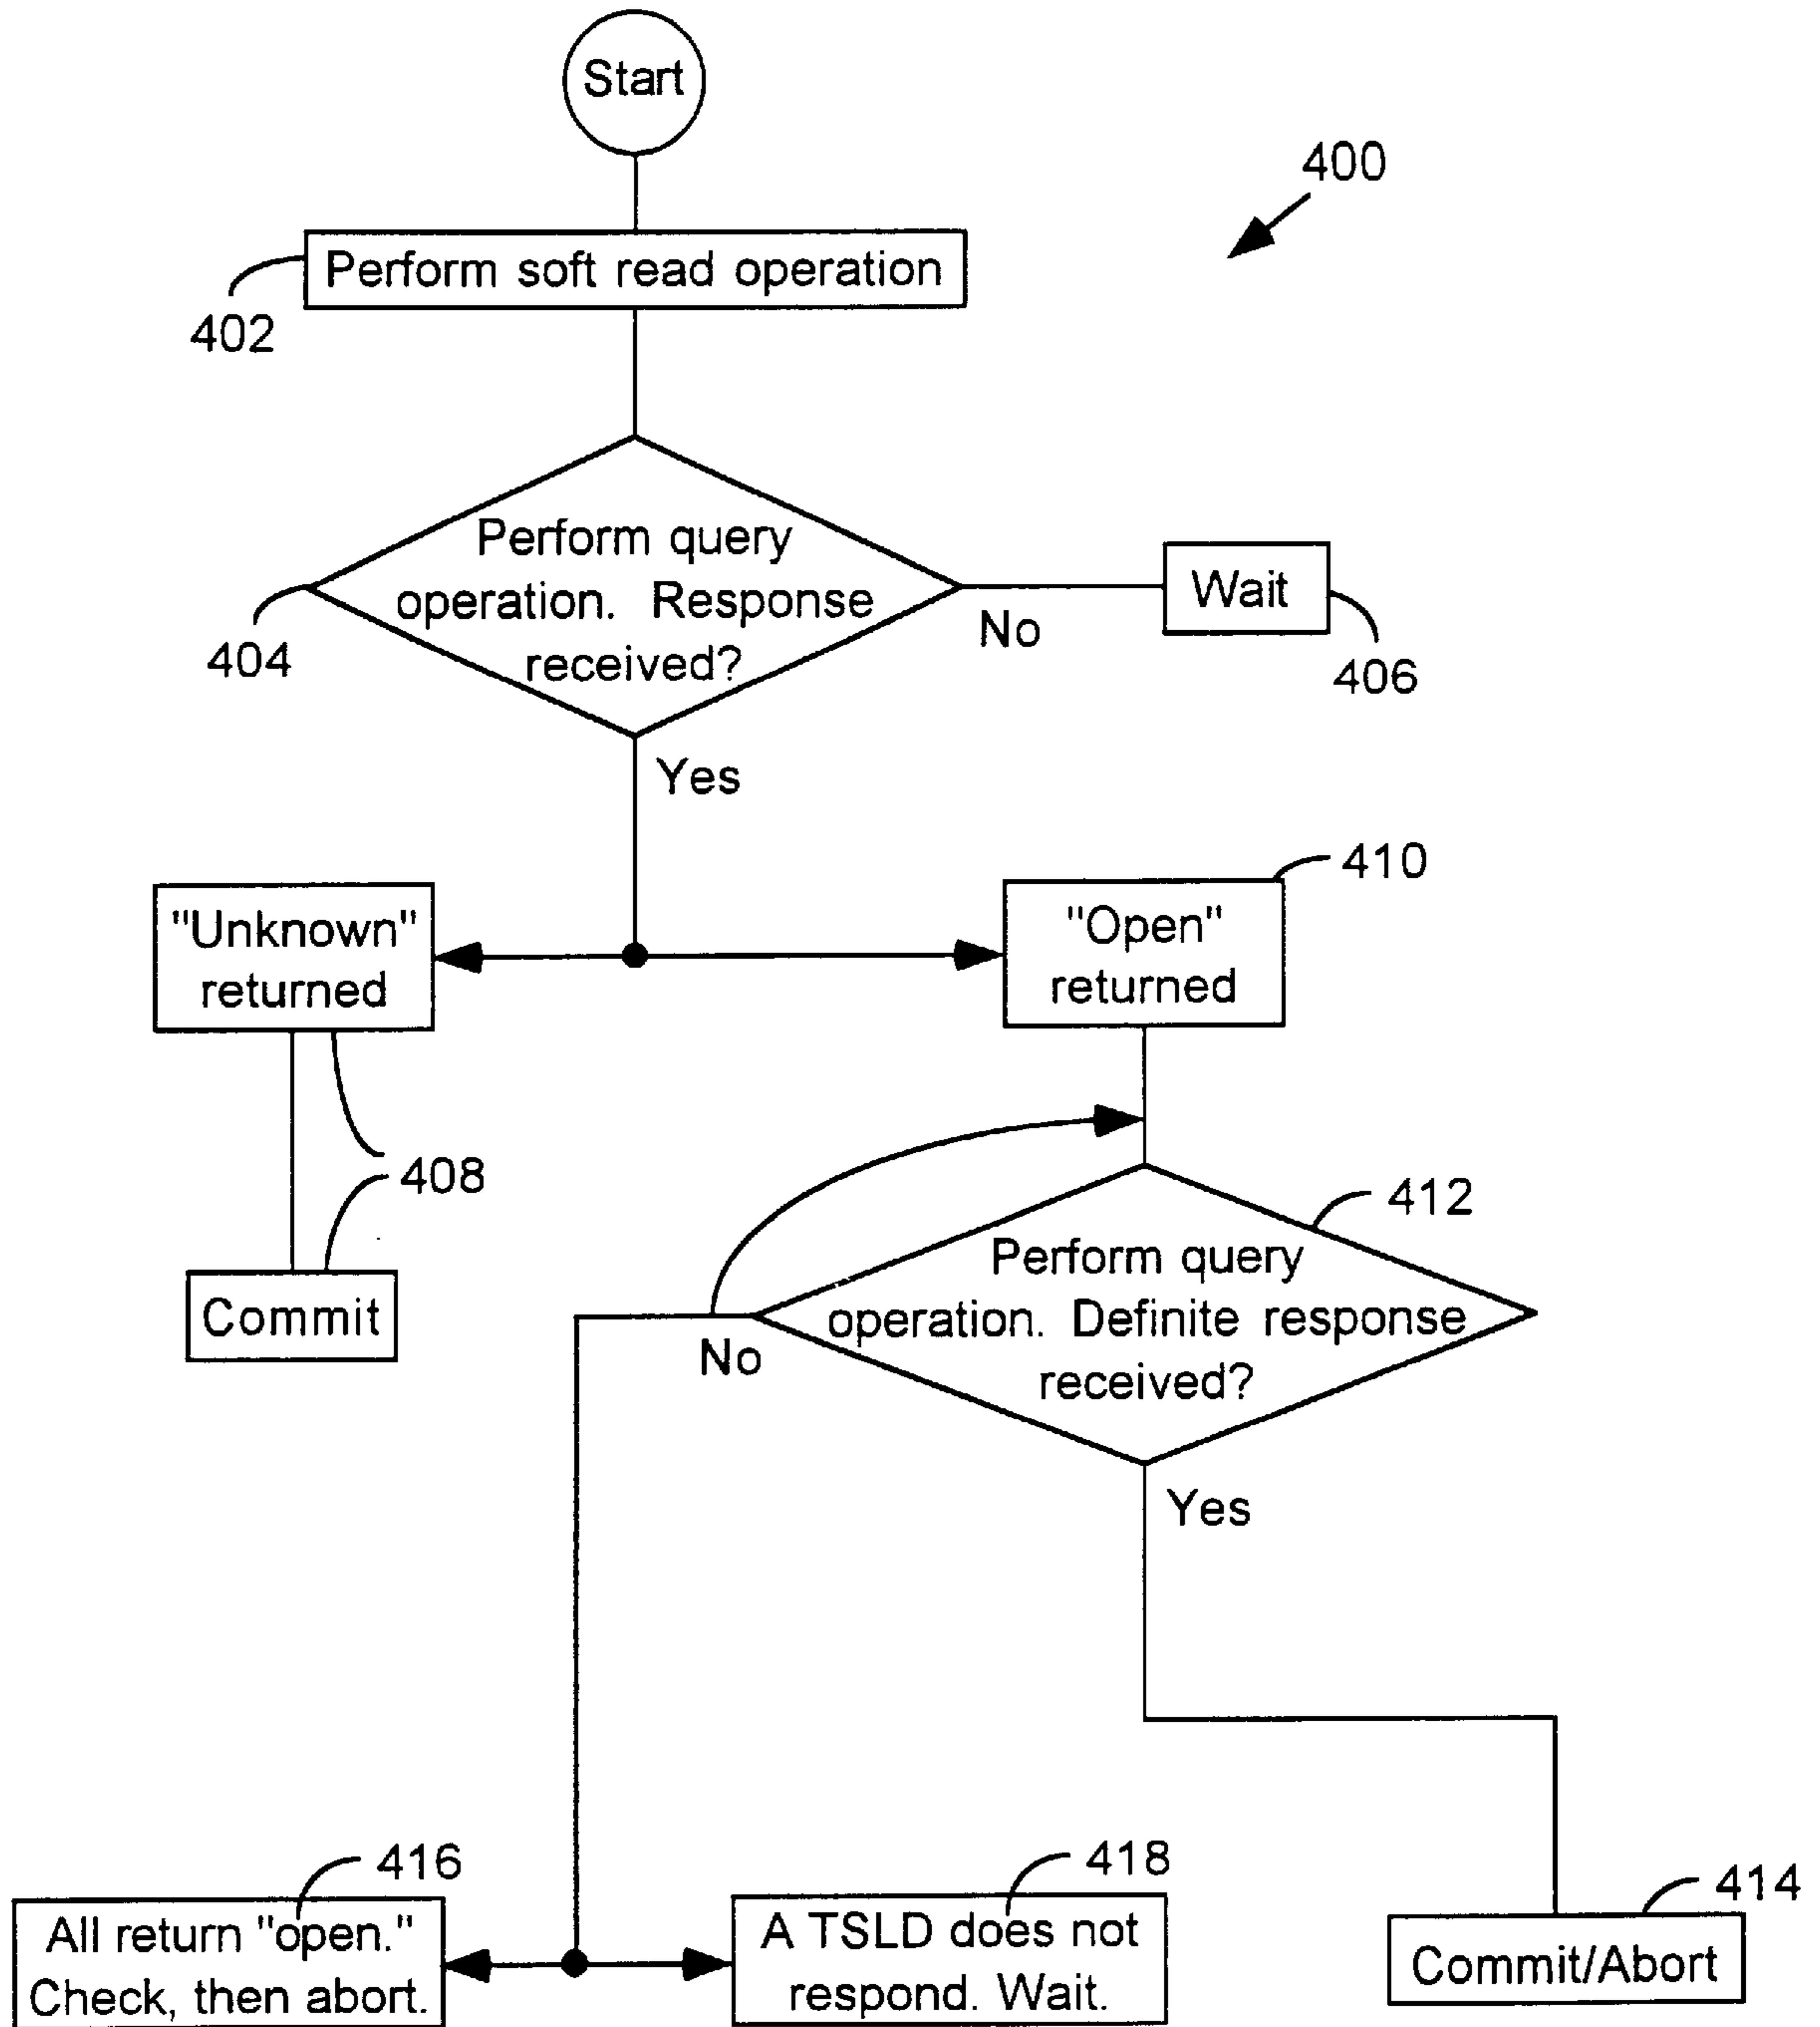 Start
400
Perform soft read operation
402
Perform query
operation. Response
received?
404
No
Wait
406
Yes
"Unknown"
returned
410
"Open"
returned
408
Commit
412
Perform query
operation. Definite response
received?
No
Yes
416
All return "open."
Check, then abort.
418
A TSLD does not
respond. Wait.
414
Commit/Abort